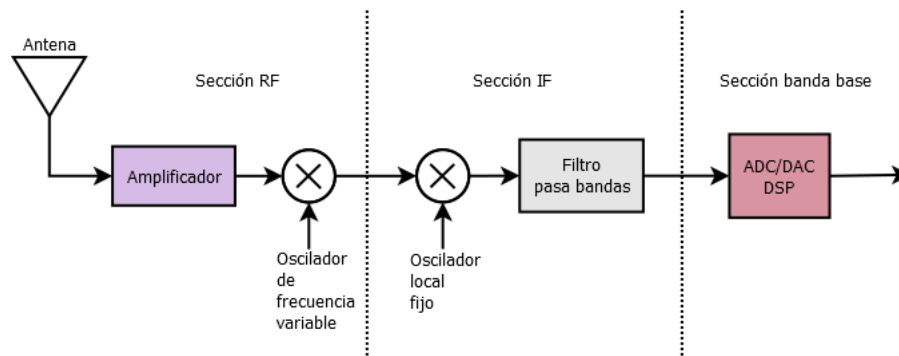 Antena
Sección RF
Sección IF
Sección banda base
Amplificador
Filtro
pasa bandas
ADC/DAC
DSP
Oscilador
de
frecuencia
variable
Oscilador
local
fijo